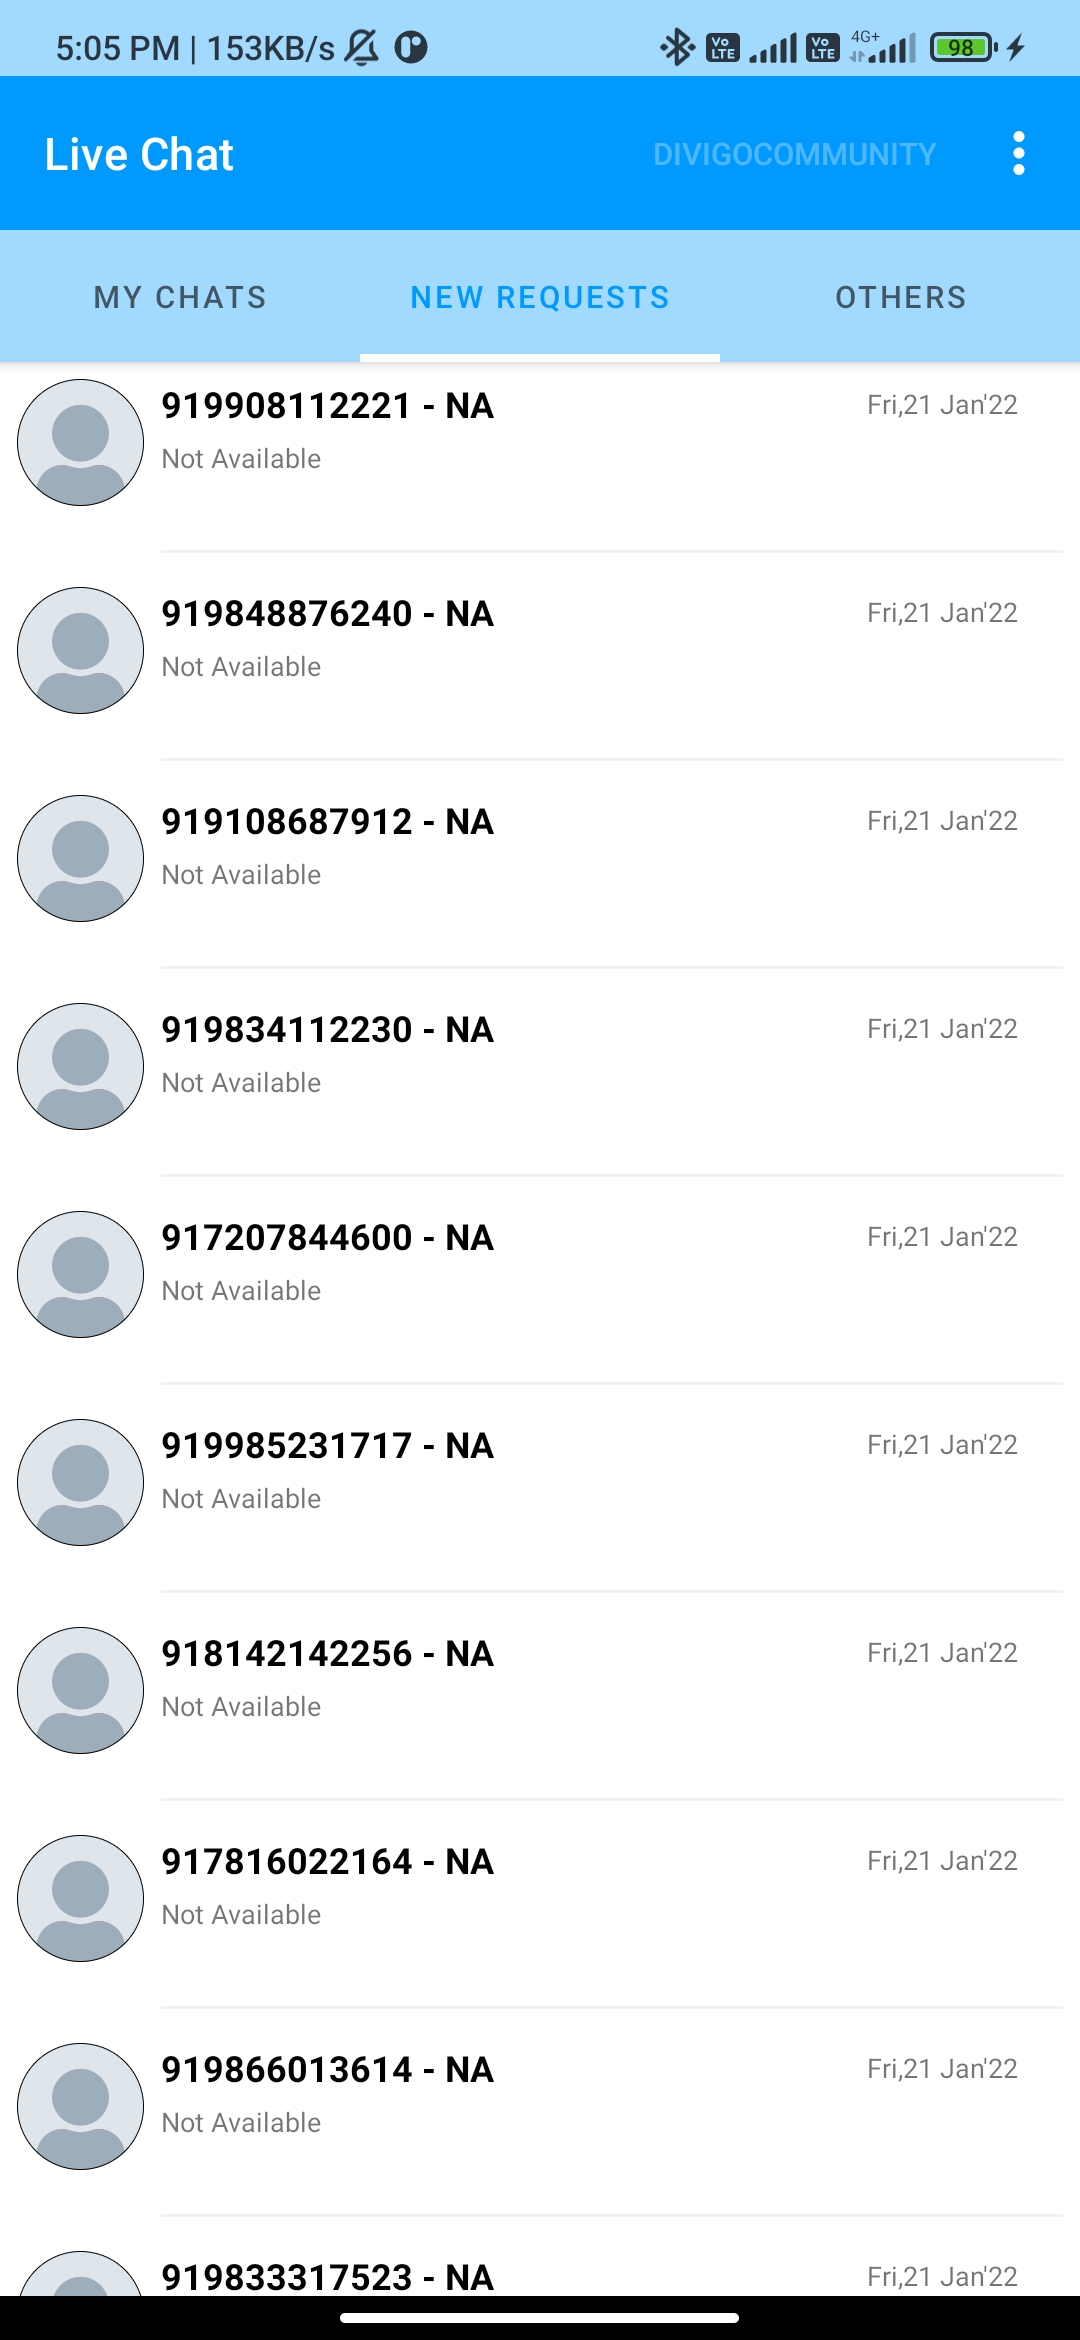 5:05 PM | 153KB/s
Vo LTE Vo LTE 4G+ 98
Live Chat DIVIGOCOMMUNITY
MY CHATS NEW REQUESTS OTHERS
919908112221 - NA Fri,21 Jan'22
Not Available
919848876240 - NA Fri,21 Jan'22
Not Available
919108687912 - NA Fri,21 Jan'22
Not Available
919834112230 - NA Fri,21 Jan'22
Not Available
917207844600 - NA Fri,21 Jan'22
Not Available
919985231717 - NA Fri,21 Jan'22
Not Available
918142142256 - NA Fri,21 Jan'22
Not Available
917816022164 - NA Fri,21 Jan'22
Not Available
919866013614 - NA Fri,21 Jan'22
Not Available
919833317523 - NA Fri,21 Jan'22